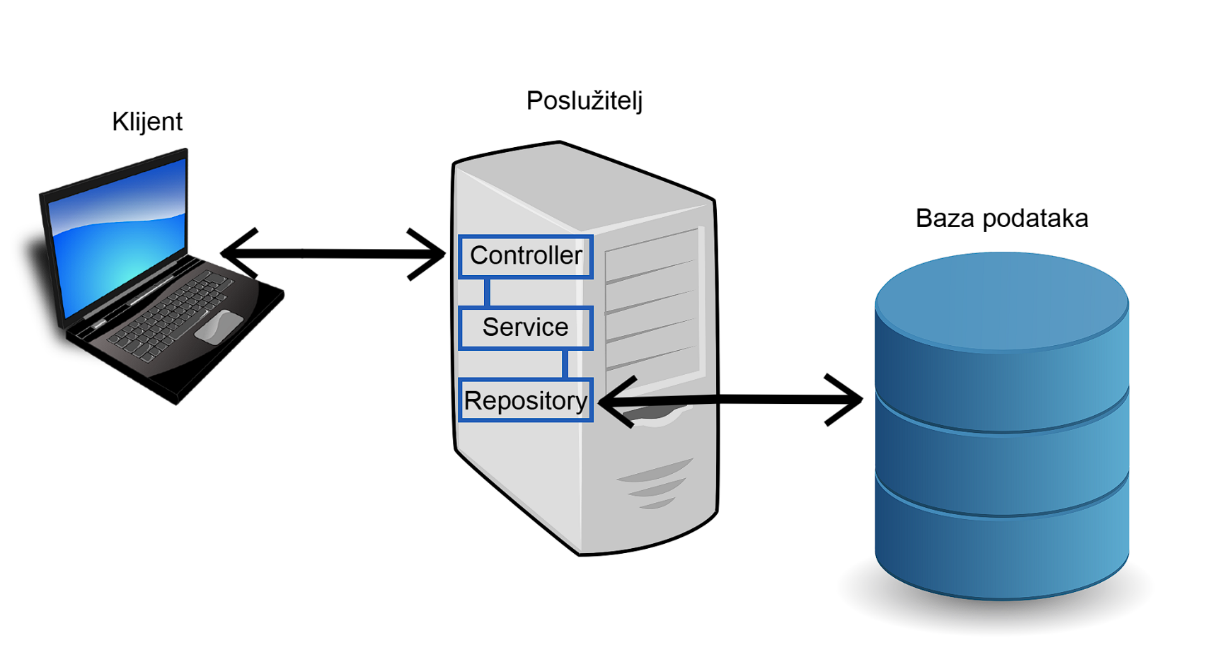 Klijent
Poslužitelj
Baza podataka
Controller
Service
Repository